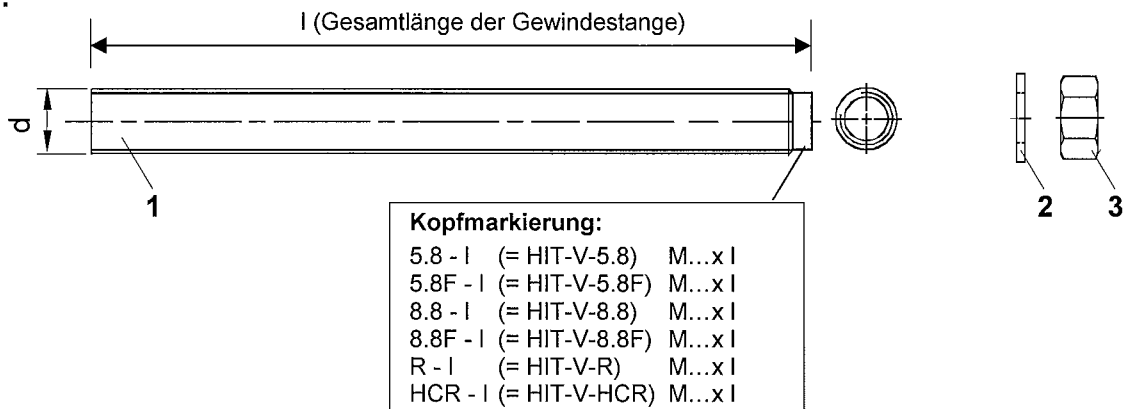 l (Gesamtlänge der Gewindestange)
d
1
2
3
Kopfmarkierung:
5.8 - l (= HIT-V-5.8) M...x l
5.8F - l (= HIT-V-5.8F) M...x l
8.8 - l (= HIT-V-8.8) M...x l
8.8F - l (= HIT-V-8.8F) M...x l
R - l (= HIT-V-R) M...x l
HCR - l (= HIT-V-HCR) M...x l